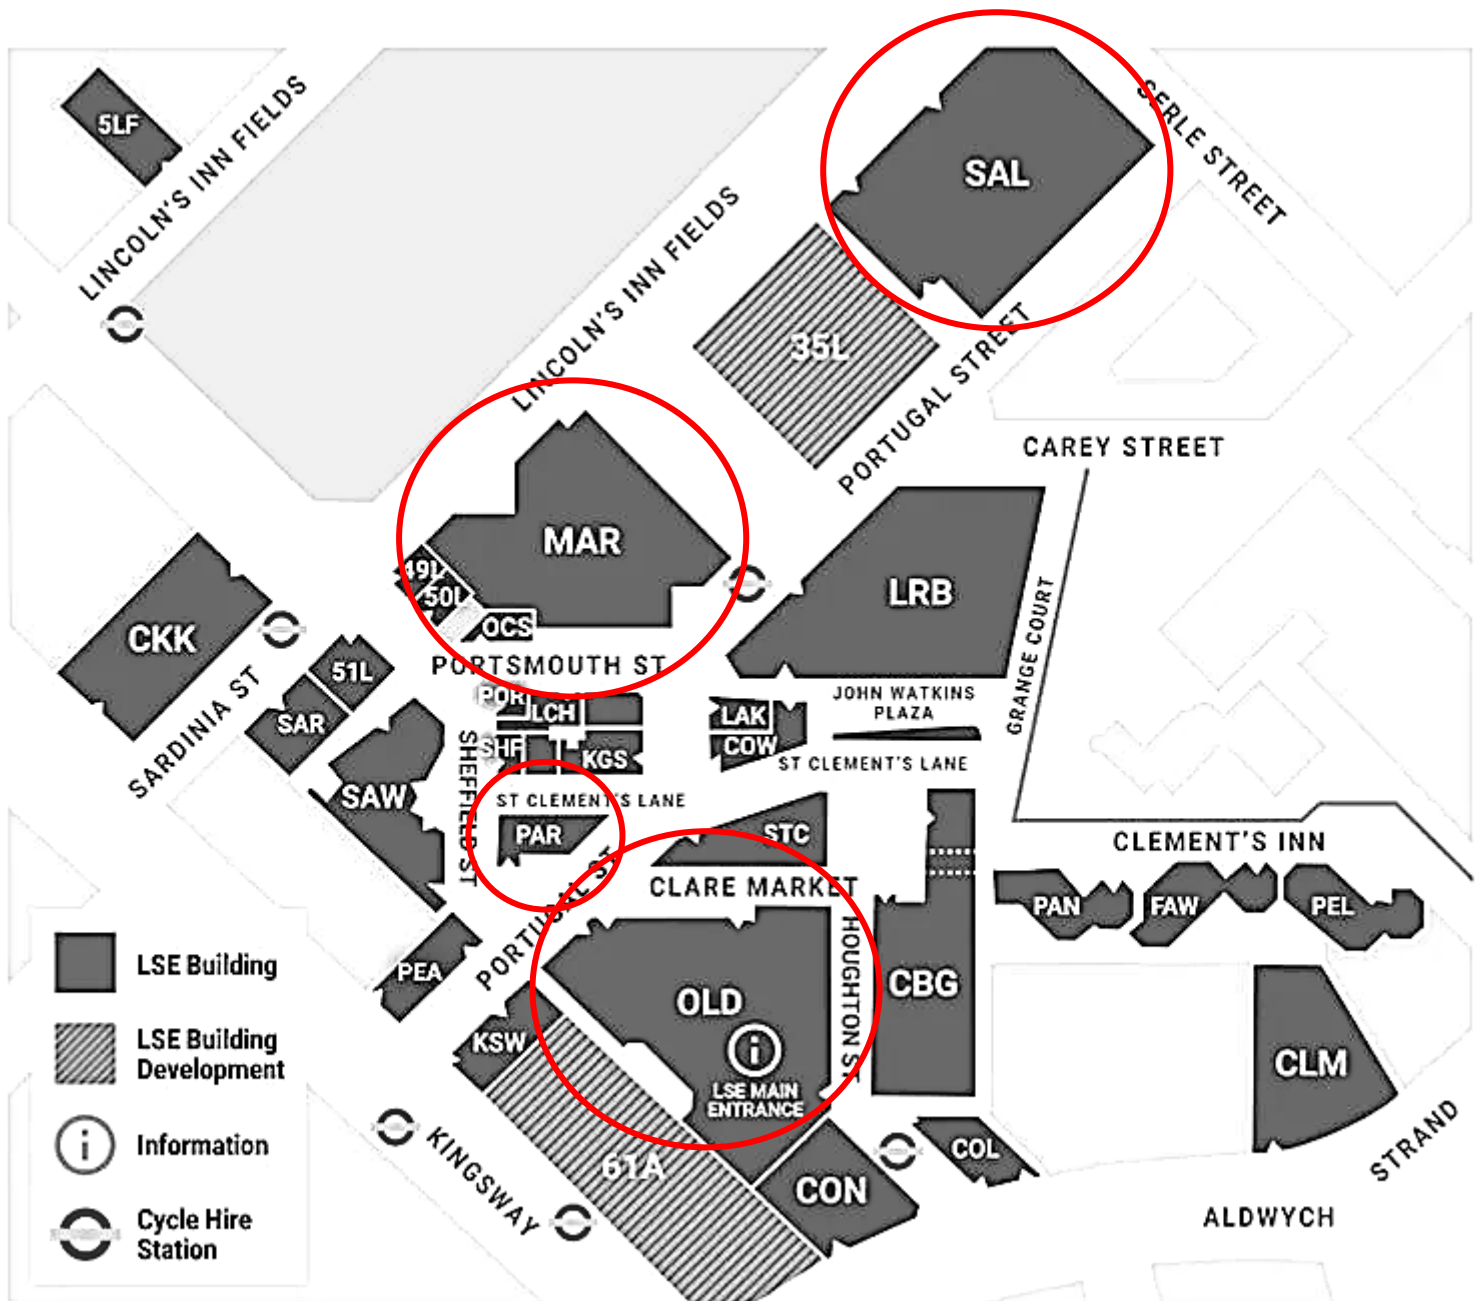 5LF
LINCOLN'S INN FIELDS
SAL
SERLE STREET
LINCOLN'S INN FIELDS
35L
PORTUGAL STREET
CAREY STREET
MAR
49L
50L
OCS
LRB
GRANGE COURT
CKK
SARDINIA ST
51L
SAR
SAW
PORTSMOUTH ST
POR
LCH
SHF
KGS
SHEFFIELD ST
LAK
COW
JOHN WATKINS
PLAZA
ST CLEMENT'S LANE
ST CLEMENT'S LANE
PAR
STC
CLARE MARKET
PORTUGAL ST
CLEMENT'S INN
PAN
FAW
PEL
PEA
KSW
OLD
LSE MAIN
ENTRANCE
HOUGHTON ST
CBG
CLM
61A
CON
COL
KINGSWAY
ALDWYCH
STRAND
LSE Building
LSE Building
Development
Information
Cycle Hire
Station